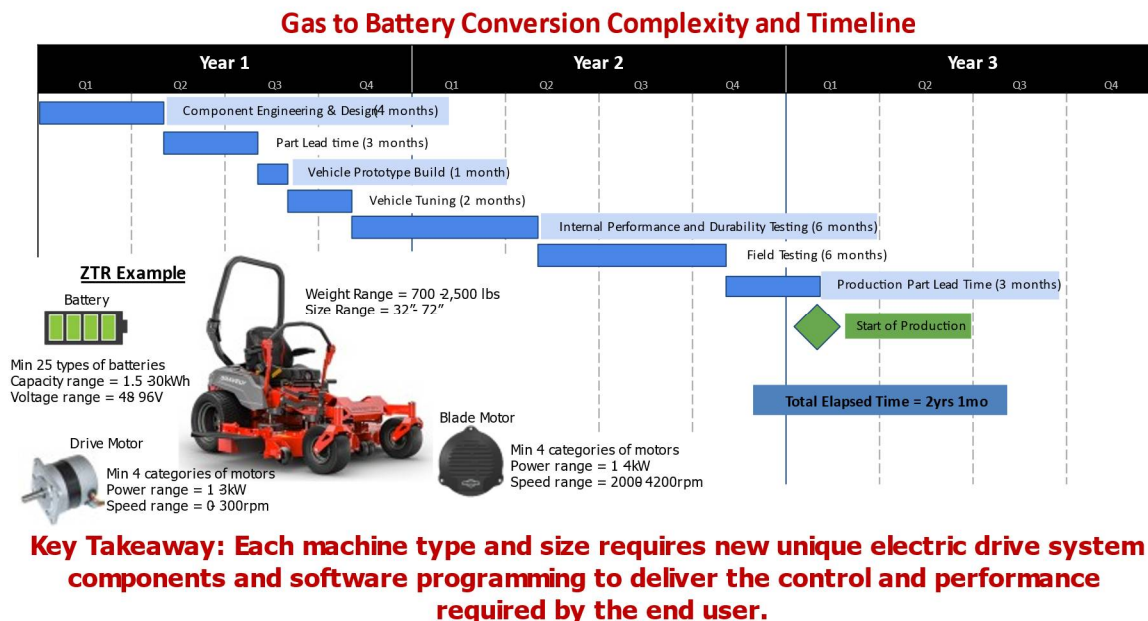 Gas to Battery Conversion Complexity and Timeline
Year 1 Year 2 Year 3
Q1 Q2 Q3 Q4 Q1 Q2 Q3 Q4 Q1 Q2 Q3 Q4
Component Engineering & Design(4 months)
Part Lead time (3 months)
Vehicle Prototype Build (1 month)
Vehicle Tuning (2 months)
Internal Performance and Durability Testing (6 months)
Field Testing (6 months)
Production Part Lead Time (3 months)
Start of Production
Total Elapsed Time = 2yrs 1mo
ZTR Example
Battery
Weight Range = 700 -2,500 lbs
Size Range = 32”- 72”
Min 25 types of batteries
Capacity range = 1.5 -30kWh
Voltage range = 48-96V
Drive Motor
Min 4 categories of motors
Power range = 1-3kW
Speed range = 0-300rpm
Blade Motor
Min 4 categories of motors
Power range = 1-4kW
Speed range = 2000-4200rpm
Key Takeaway: Each machine type and size requires new unique electric drive system
components and software programming to deliver the control and performance
required by the end user.